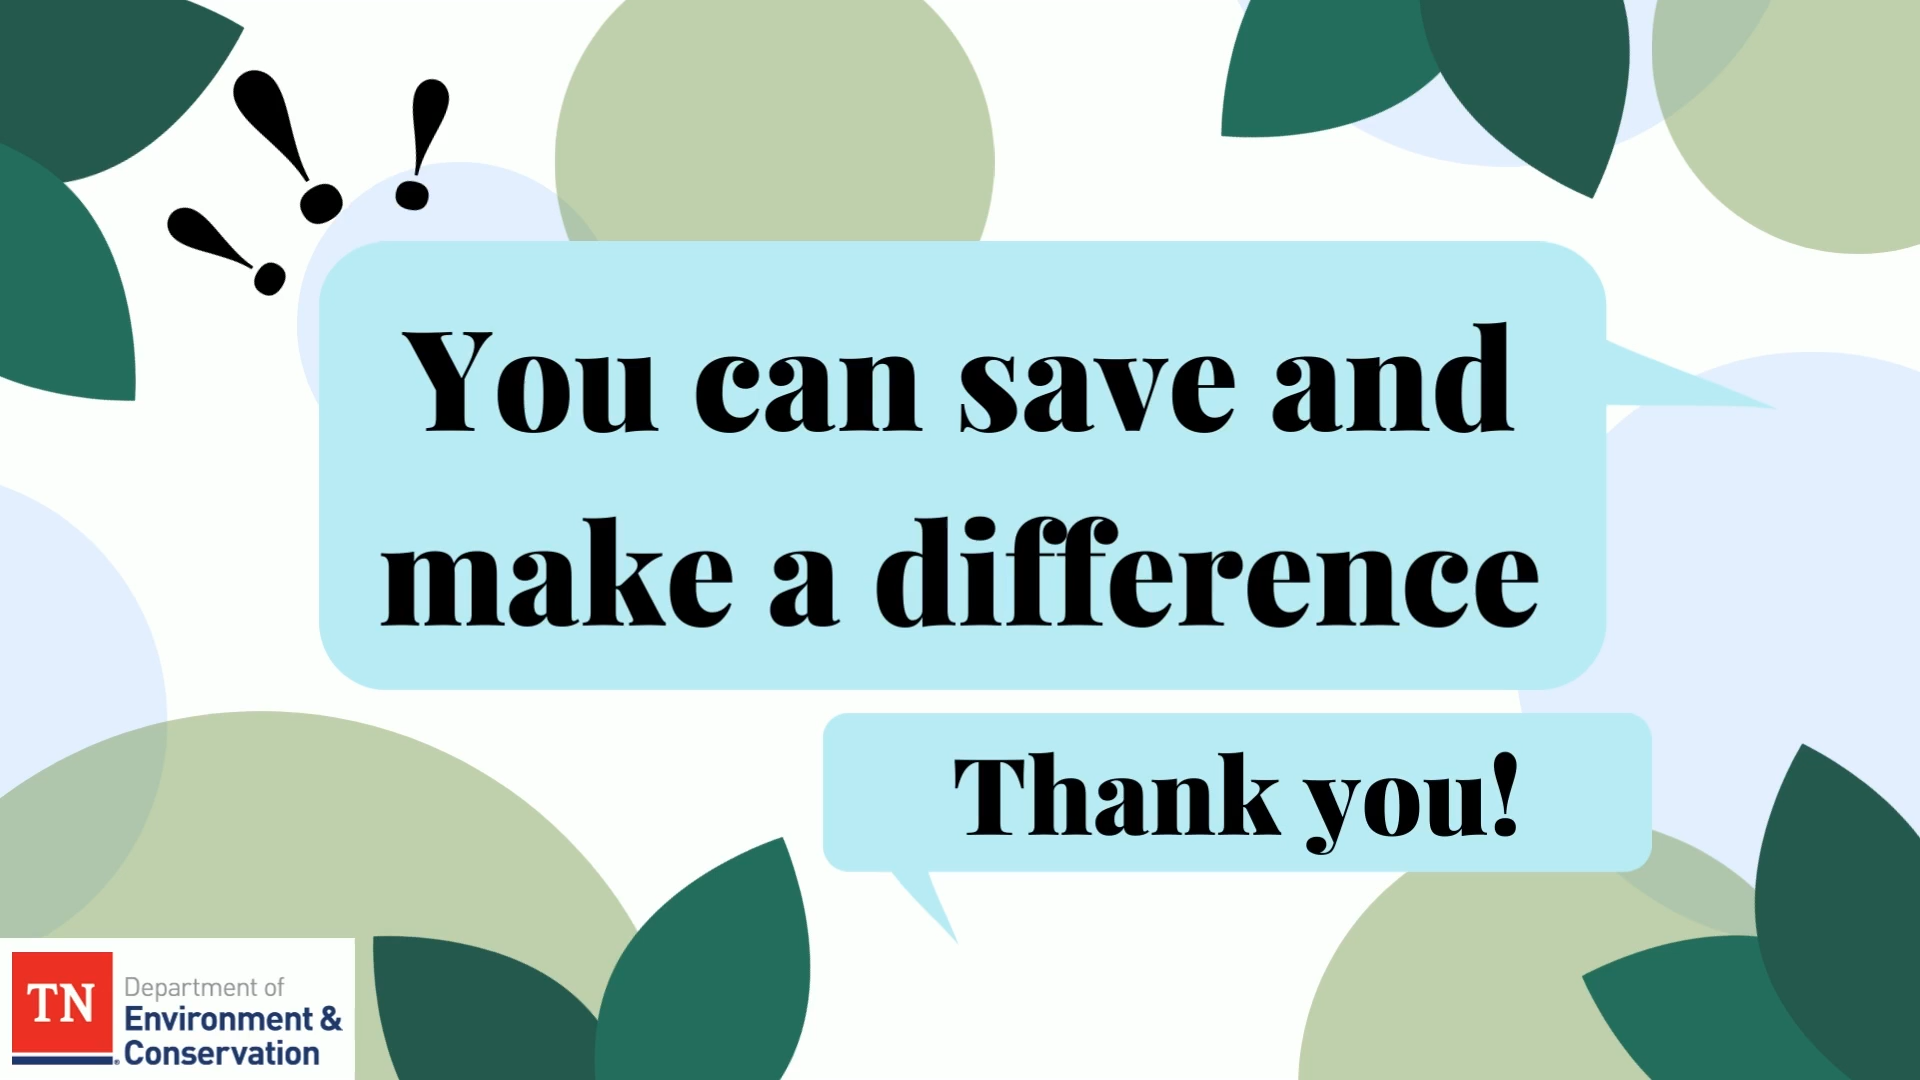 You can save and
make a difference
Thank you!
TN
Department of
Environment &
Conservation